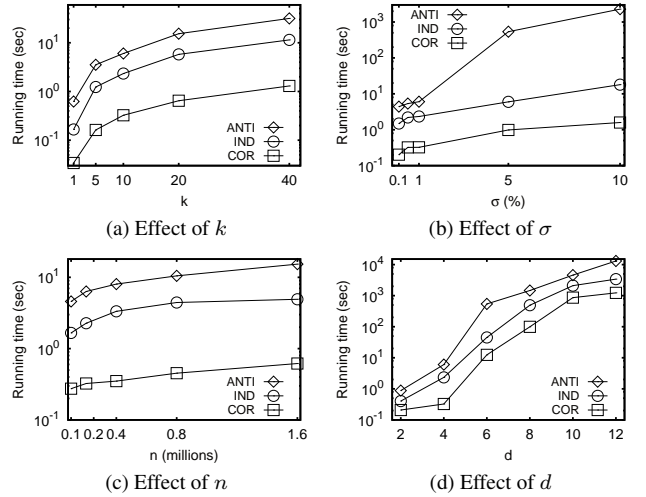 Running time (sec)
10^1
10^0
10^-1
ANTI
IND
COR
1 5 10 20 40
k
(a) Effect of k
Running time (sec)
10^3
10^2
10^1
10^0
10^-1
ANTI
IND
COR
0.1 1 5 10
σ (%)
(b) Effect of σ
Running time (sec)
10^1
10^0
10^-1
ANTI
IND
COR
0.1 0.2 0.4 0.8 1.6
n (millions)
(c) Effect of n
Running time (sec)
10^4
10^3
10^2
10^1
10^0
10^-1
ANTI
IND
COR
2 4 6 8 10 12
d
(d) Effect of d